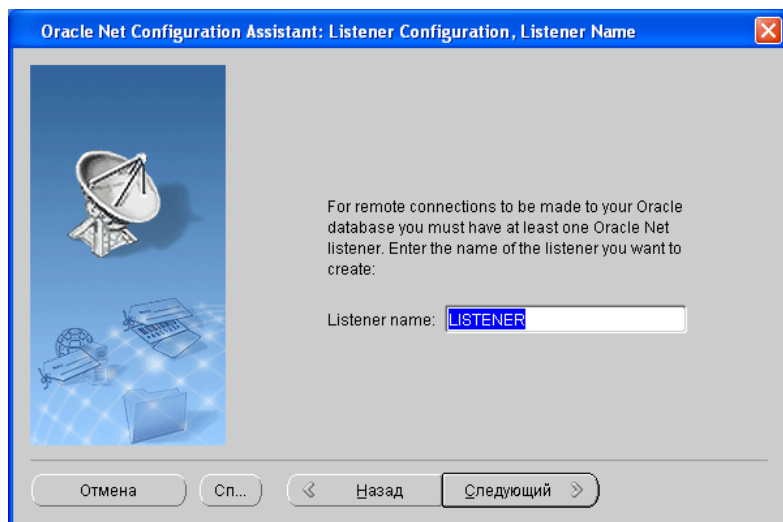 Oracle Net Configuration Assistant: Listener Configuration, Listener Name
For remote connections to be made to your Oracle
database you must have at least one Oracle Net
listener. Enter the name of the listener you want to
create:
Listener name: LISTENER
Отмена Сп... Назад Следующий